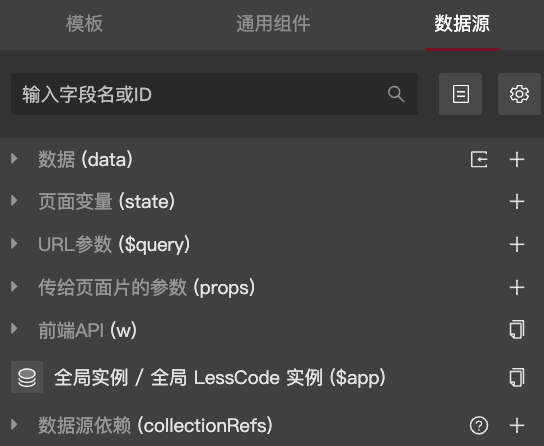 模板 通用组件 数据源
输入字段名或ID
数据 (data)
页面变量 (state)
URL参数 ($query)
传给页面片的参数 (props)
前端API (w)
全局实例 / 全局 LessCode 实例 ($app)
数据源依赖 (collectionRefs)